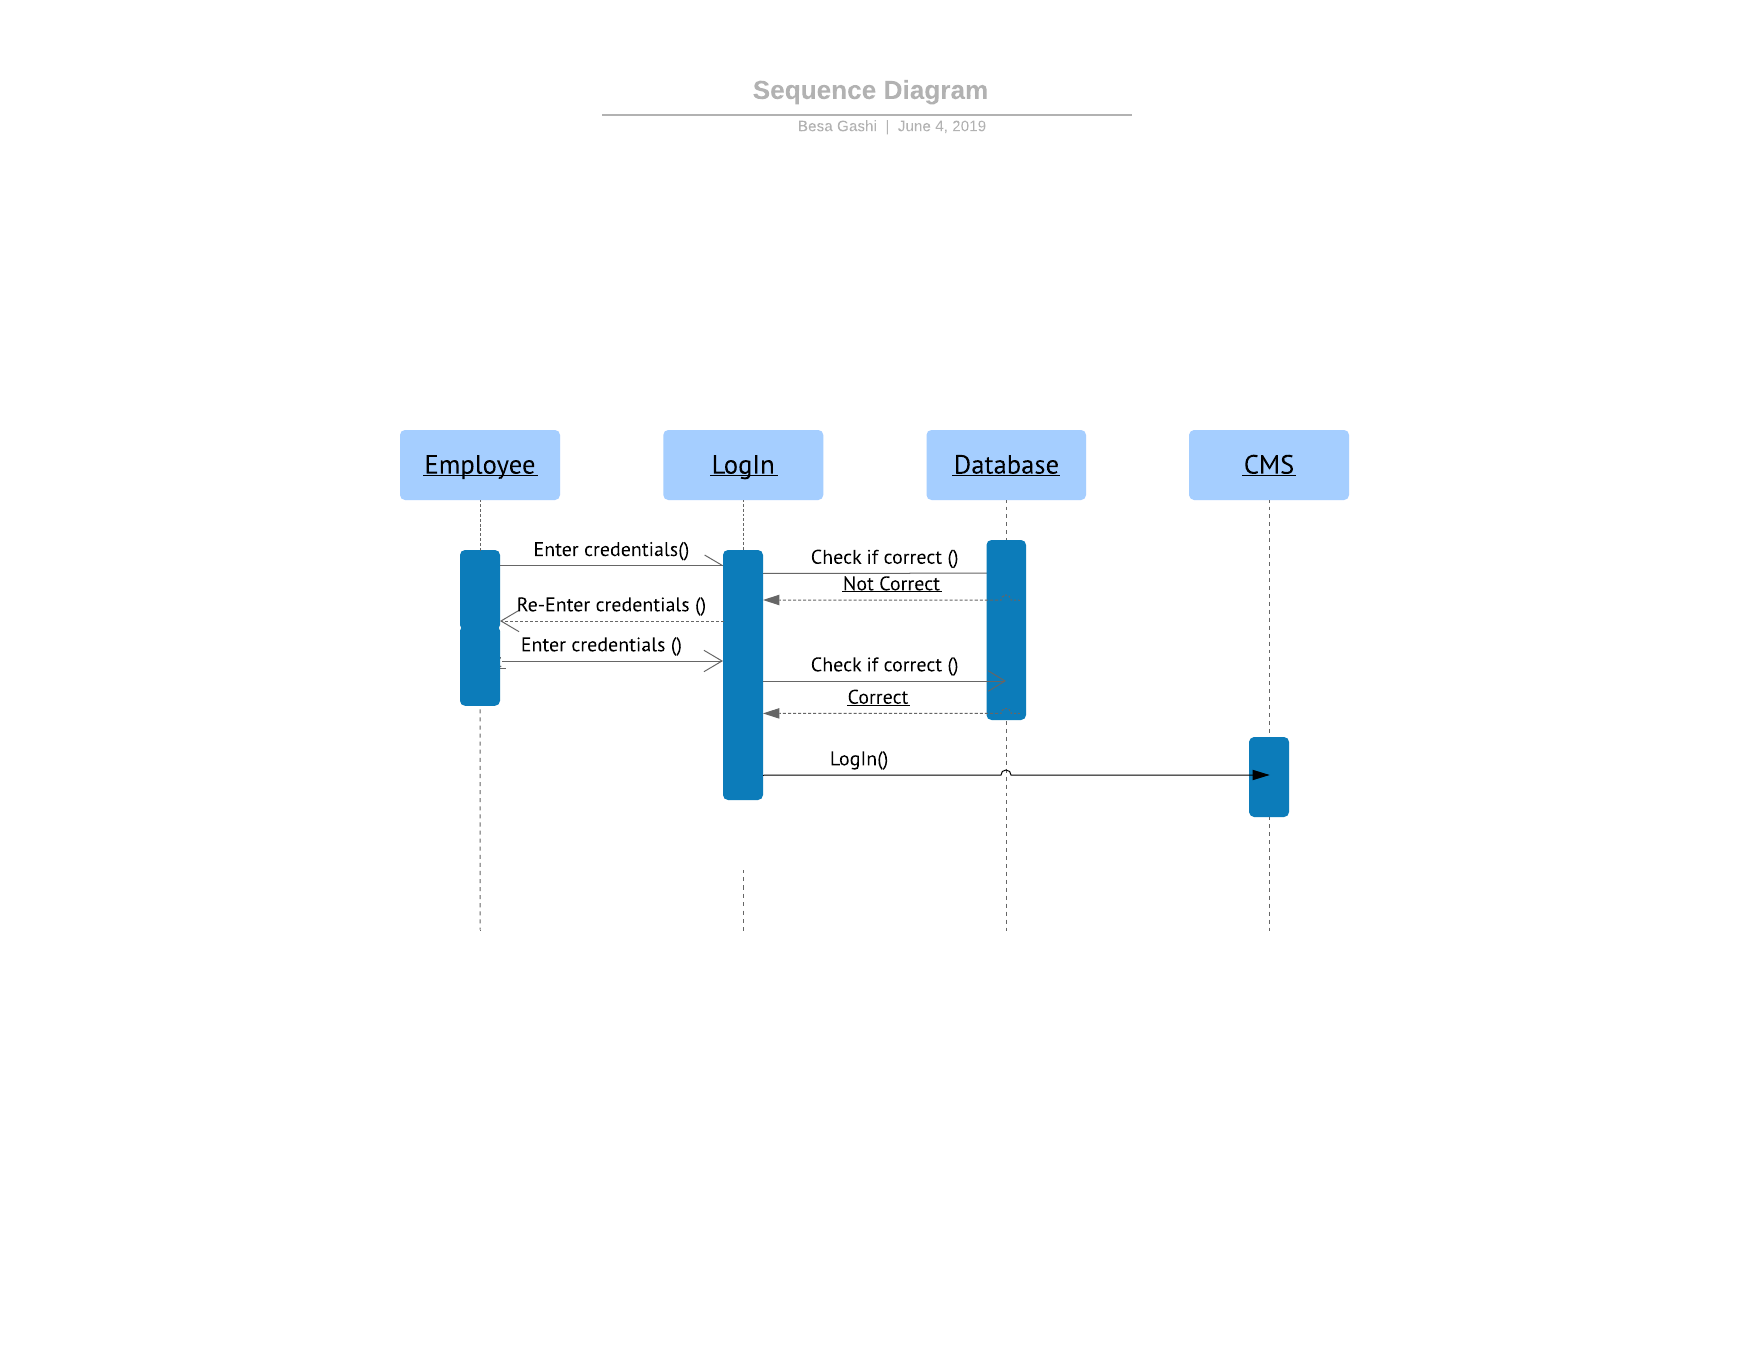 Sequence Diagram
Besa Gashi | June 4, 2019
Employee
LogIn
Database
CMS
Enter credentials()
Check if correct ()
Not Correct
Re-Enter credentials ()
Enter credentials ()
Check if correct ()
Correct
LogIn()